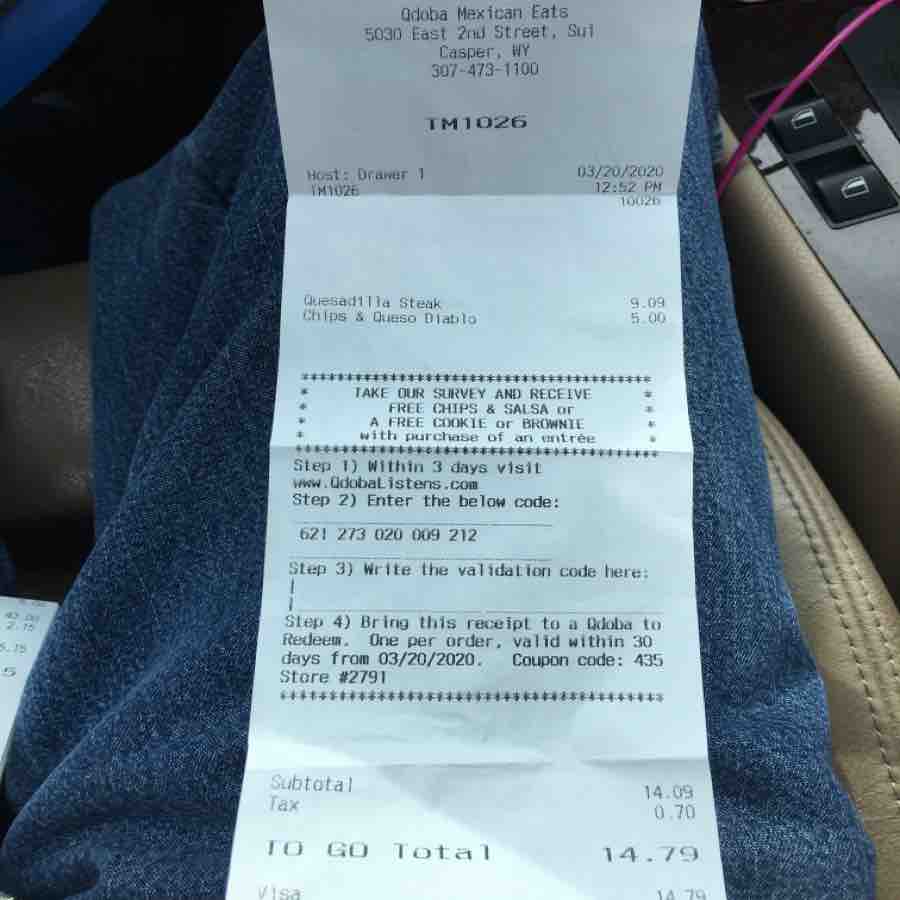 Qdoba Mexican Eats
5030 East 2nd Street, Sui
Casper, WY
307-473-1100
TM1026
Host: Drawer 1 03/20/2020
TM1026 12:52 PM
10026
Quesadilla Steak 9.09
Chips & Queso Diablo 5.00
****************************************
* TAKE OUR SURVEY AND RECEIVE *
* FREE CHIPS & SALSA or *
* A FREE COOKIE or BROWNIE *
* with purchase of an entrée *
****************************************
Step 1) Within 3 days visit
www.QdobaListens.com
Step 2) Enter the below code:
621 273 020 009 212
Step 3) Write the validation code here:
|
|
Step 4) Bring this receipt to a Qdoba to
Redeem. One per order, valid within 30
days from 03/20/2020. Coupon code: 435
Store #2791
****************************************
Subtotal 14.09
Tax 0.70
TO GO Total 14.79
Visa 14.79
2.15
5.15
5